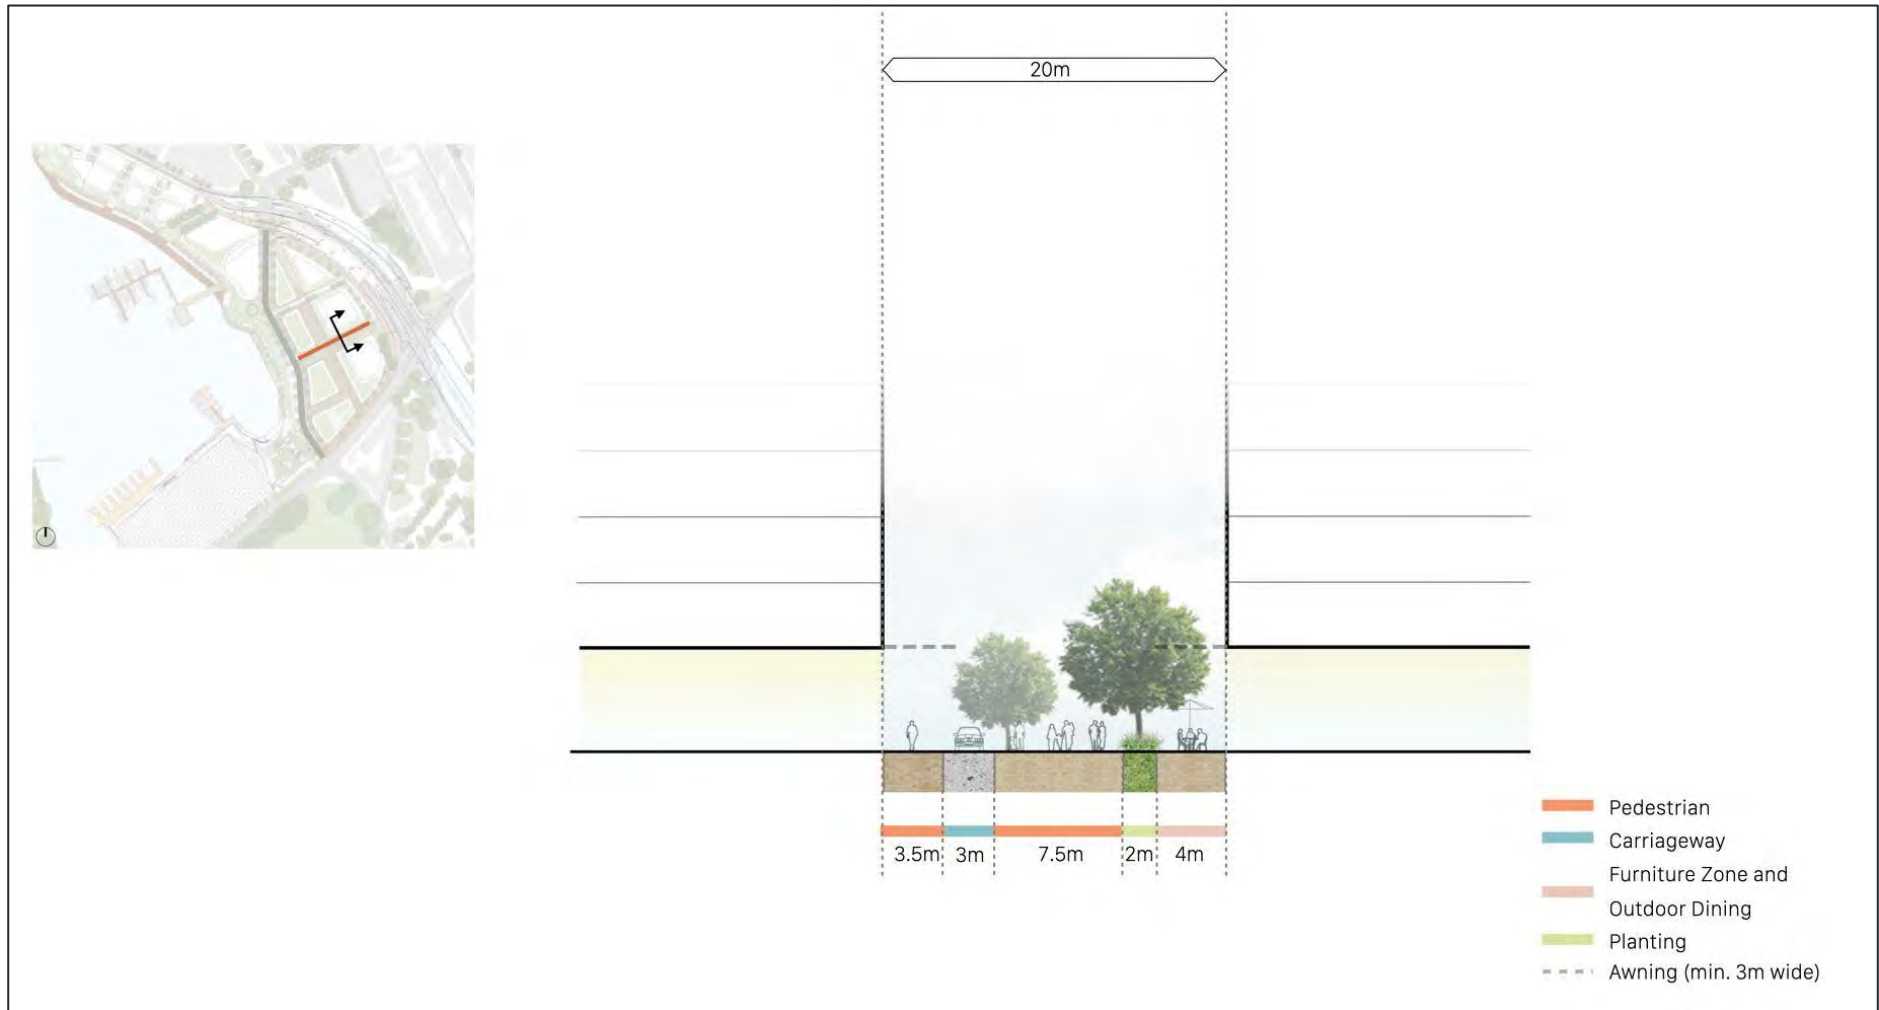 20m
3.5m
3m
7.5m
2m
4m
Pedestrian
Carriageway
Furniture Zone and
Outdoor Dining
Planting
Awning (min. 3m wide)